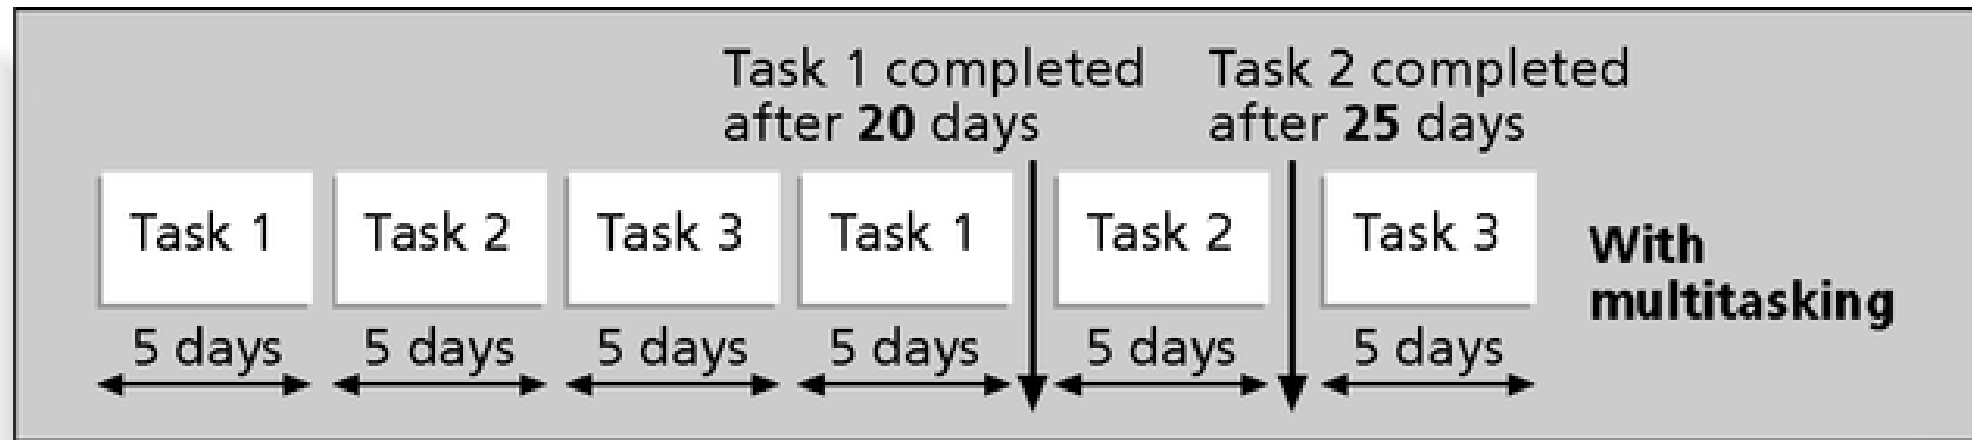 Task 1 completed
after 20 days
Task 2 completed
after 25 days
Task 1
Task 2
Task 3
Task 1
Task 2
Task 3
With
multitasking
5 days
5 days
5 days
5 days
5 days
5 days